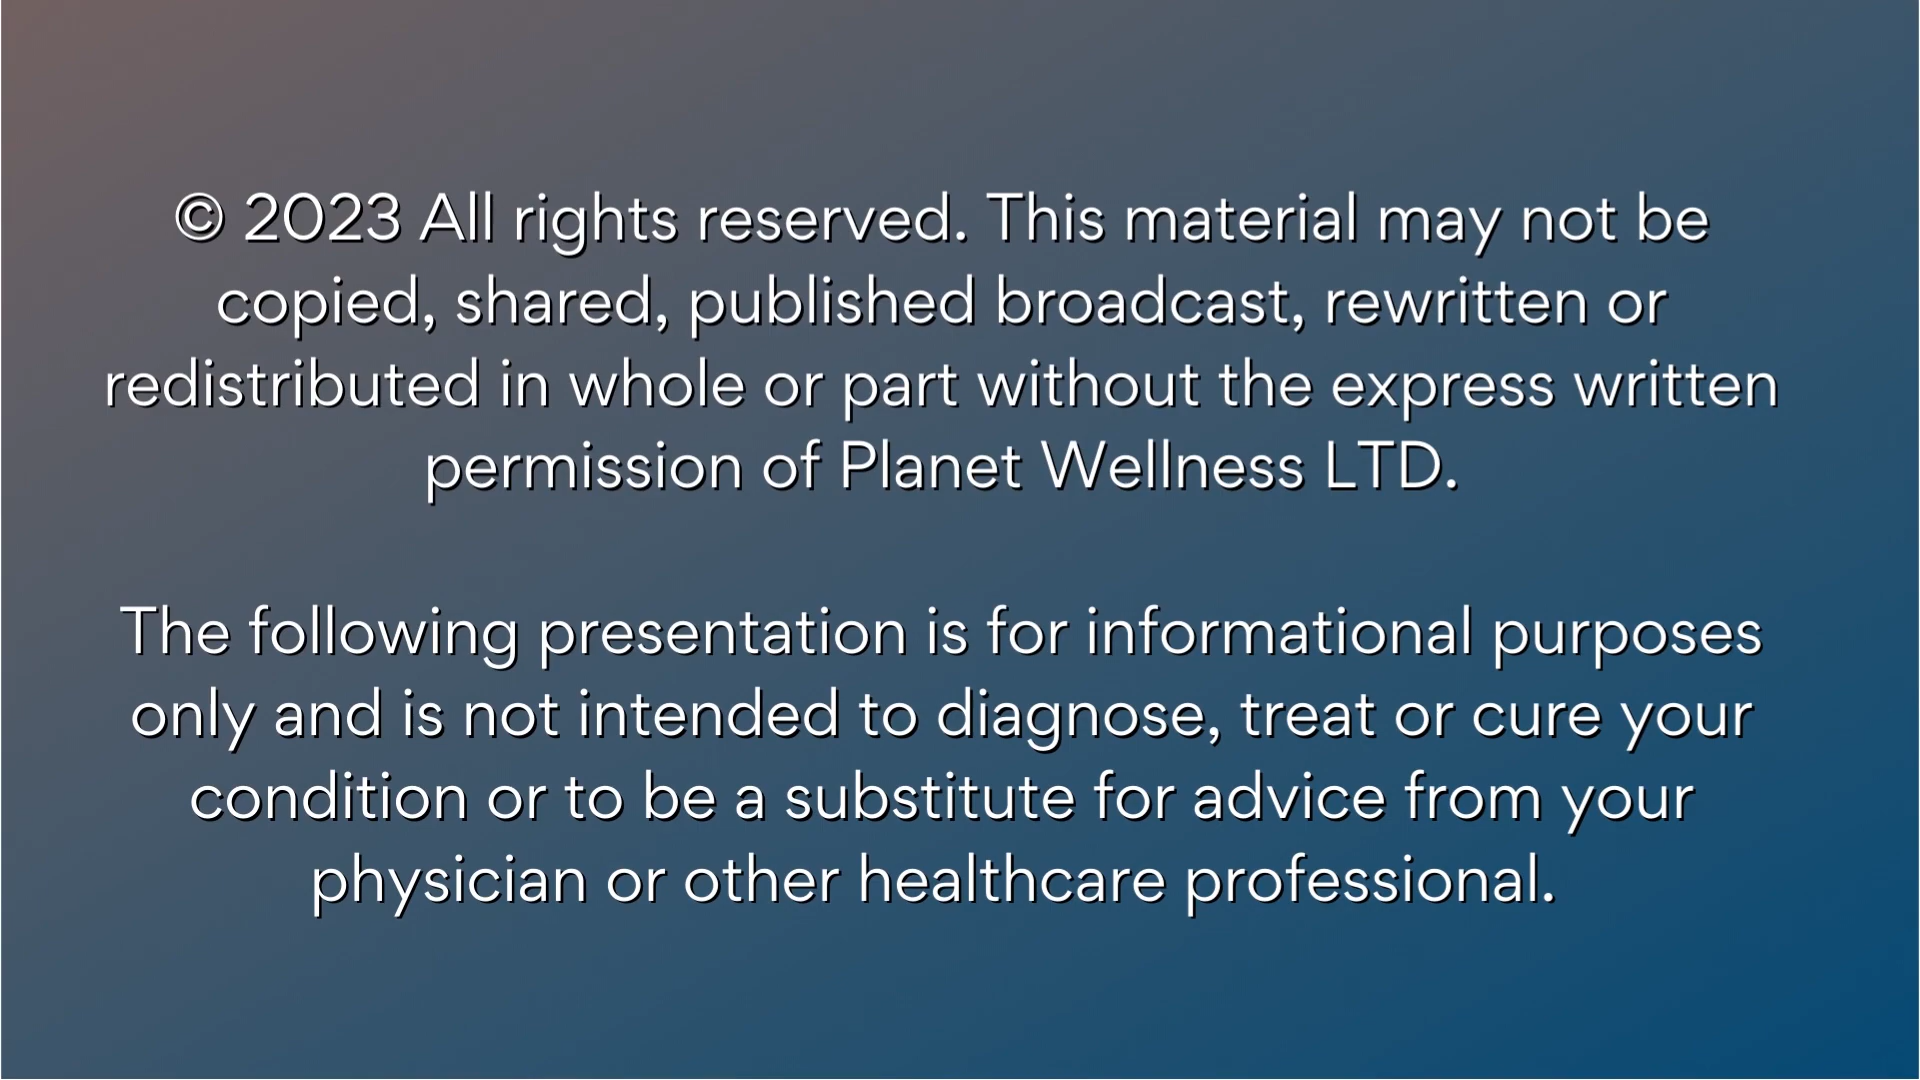 © 2023 All rights reserved. This material may not be
copied, shared, published broadcast, rewritten or
redistributed in whole or part without the express written
permission of Planet Wellness LTD.
The following presentation is for informational purposes
only and is not intended to diagnose, treat or cure your
condition or to be a substitute for advice from your
physician or other healthcare professional.